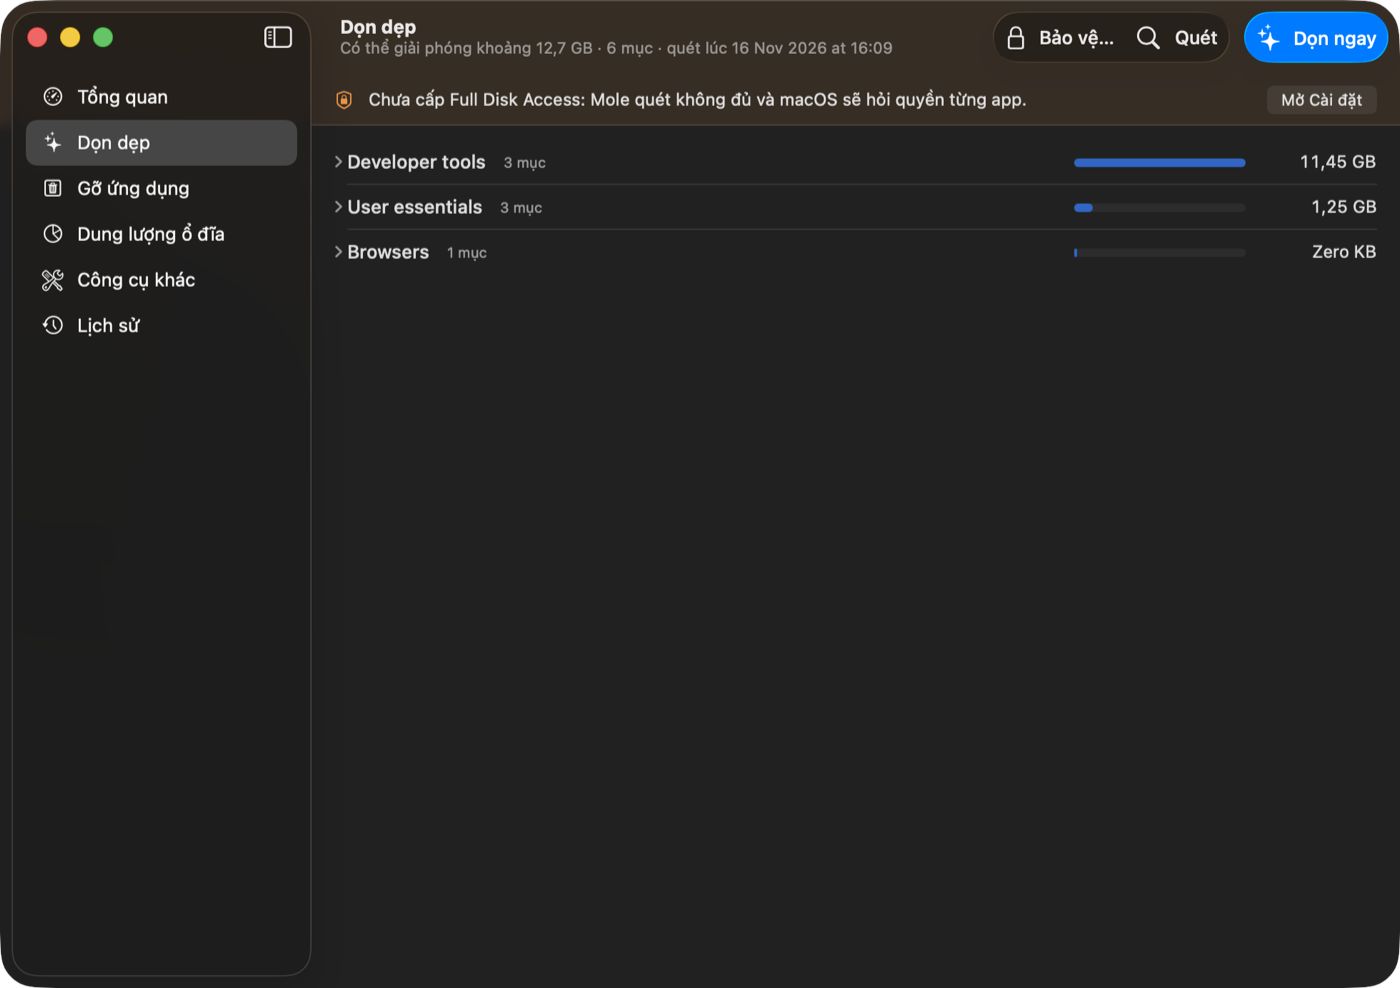 Dọn dẹp
Có thể giải phóng khoảng 12,7 GB · 6 mục · quét lúc 16 Nov 2026 at 16:09
Bảo vệ...
Quét
Dọn ngay
Chưa cấp Full Disk Access: Mole quét không đủ và macOS sẽ hỏi quyền từng app.
Mở Cài đặt
Tổng quan
Dọn dẹp
Gỡ ứng dụng
Dung lượng ổ đĩa
Công cụ khác
Lịch sử
Developer tools 3 mục 11,45 GB
User essentials 3 mục 1,25 GB
Browsers 1 mục Zero KB